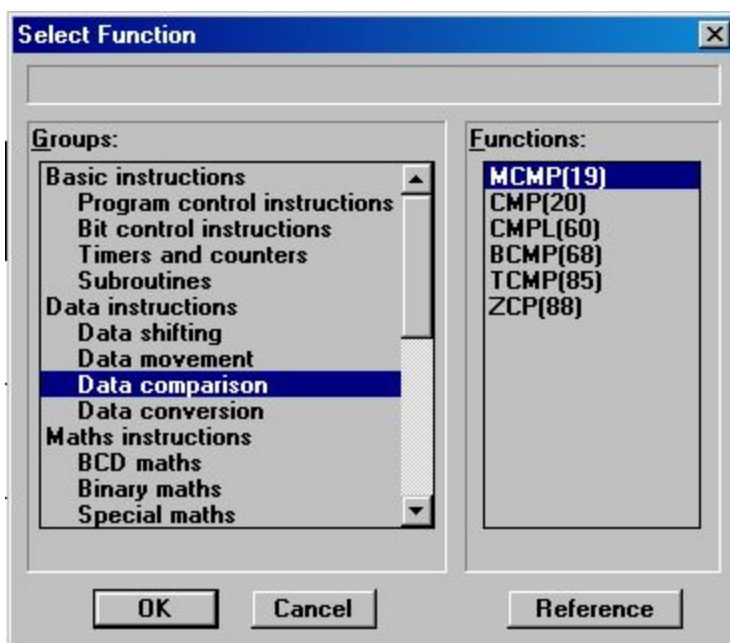 Select Function
Groups:
Basic instructions
Program control instructions
Bit control instructions
Timers and counters
Subroutines
Data instructions
Data shifting
Data movement
Data comparison
Data conversion
Maths instructions
BCD maths
Binary maths
Special maths
Functions:
MCMP(19)
CMP(20)
CMPL(60)
BCMP(68)
TCMP(85)
ZCP(88)
OK
Cancel
Reference